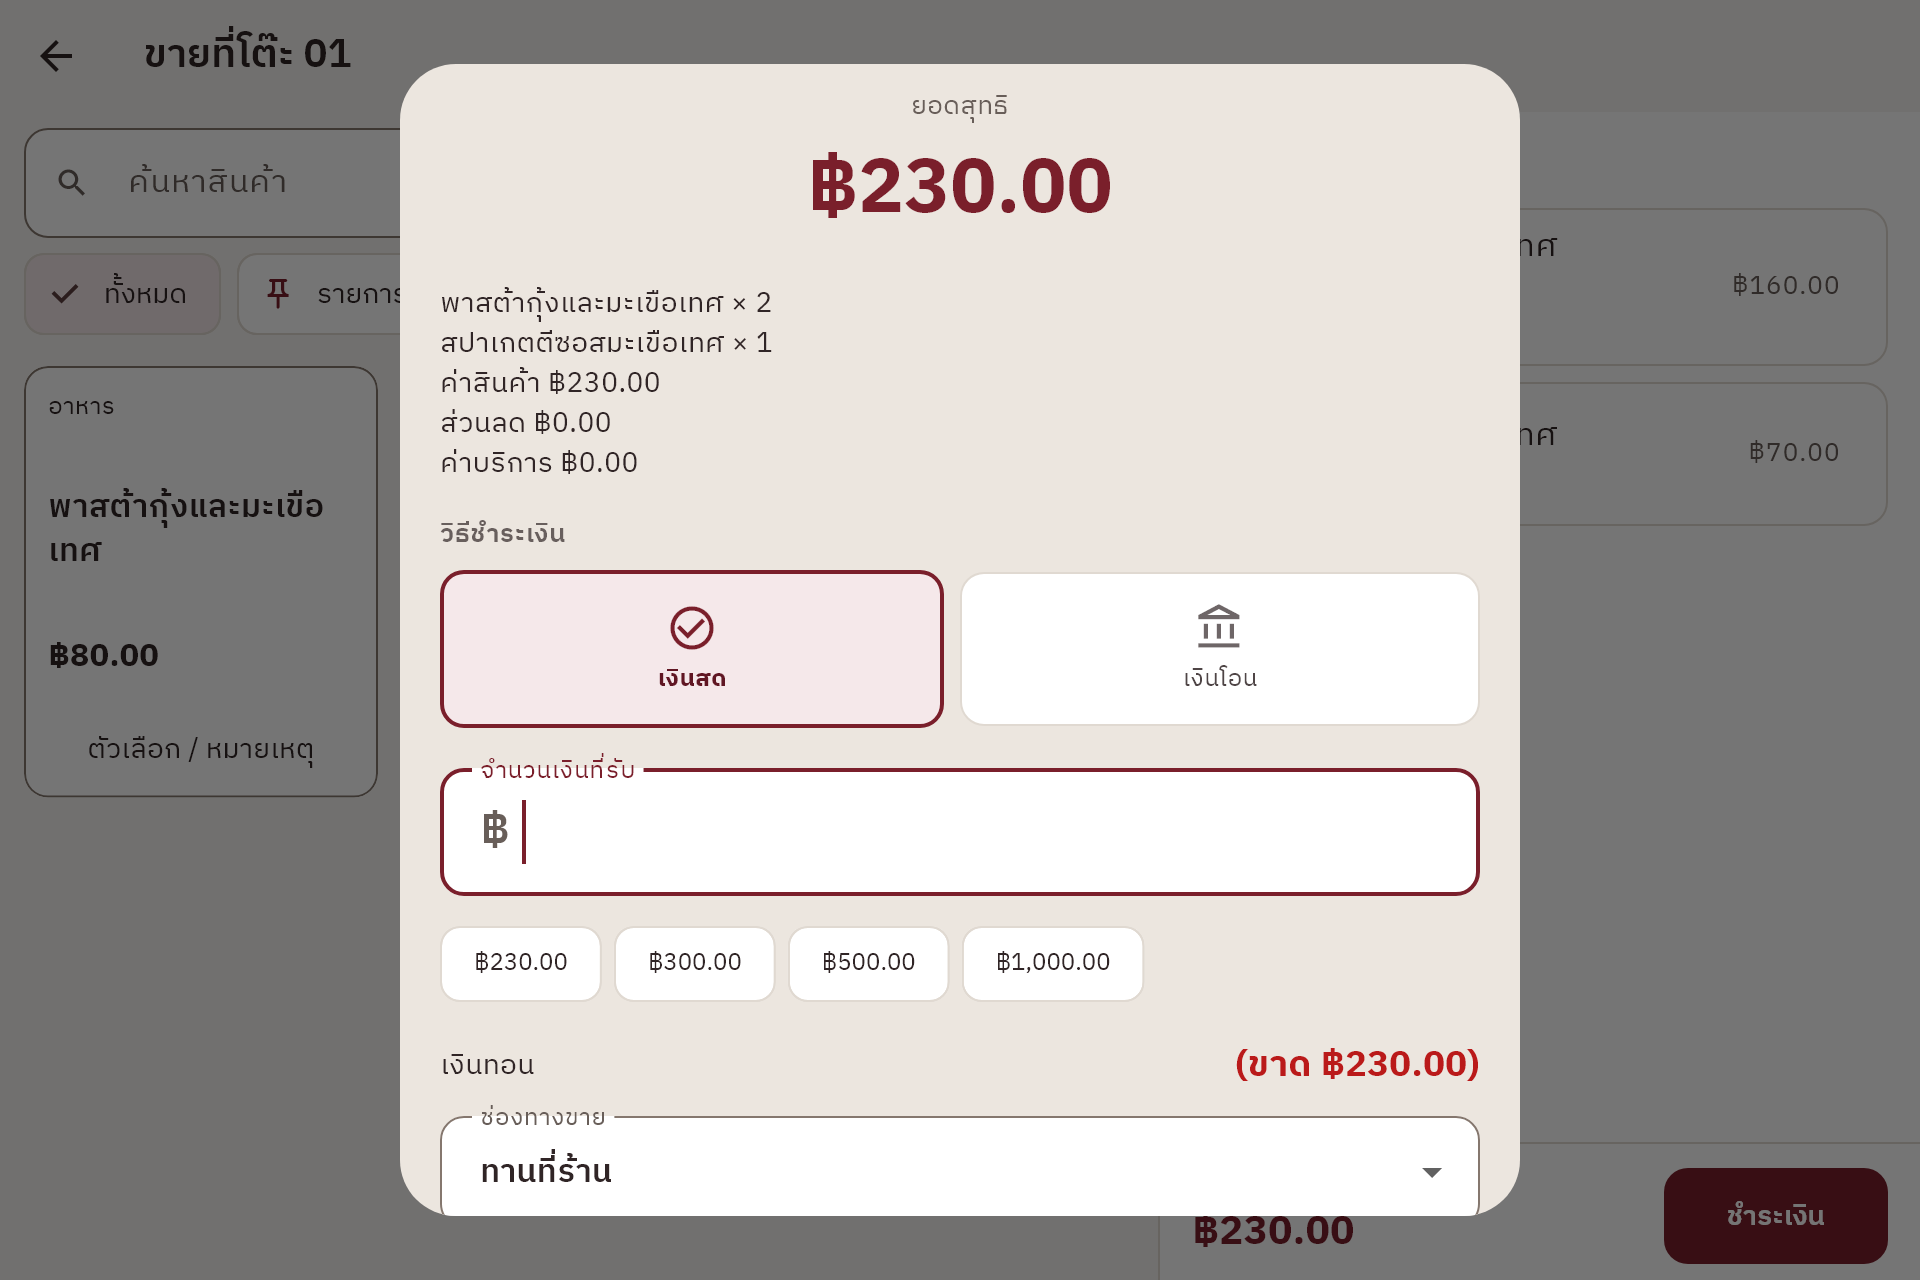 ขายที่โต๊ะ 01
ค้นหาสินค้า
ทั้งหมด
รายการ
อาหาร
พาสต้ากุ้งและมะเขือ
เทศ
฿80.00
ตัวเลือก / หมายเหตุ
ยอดสุทธิ
฿230.00
พาสต้ากุ้งและมะเขือเทศ × 2
สปาเกตตีซอสมะเขือเทศ × 1
ค่าสินค้า ฿230.00
ส่วนลด ฿0.00
ค่าบริการ ฿0.00
วิธีชำระเงิน
เงินสด
เงินโอน
จำนวนเงินที่รับ
฿
฿230.00
฿300.00
฿500.00
฿1,000.00
เงินทอน
(ขาด ฿230.00)
ช่องทางขาย
ทานที่ร้าน
ทศ
฿160.00
ทศ
฿70.00
฿230.00
ชำระเงิน